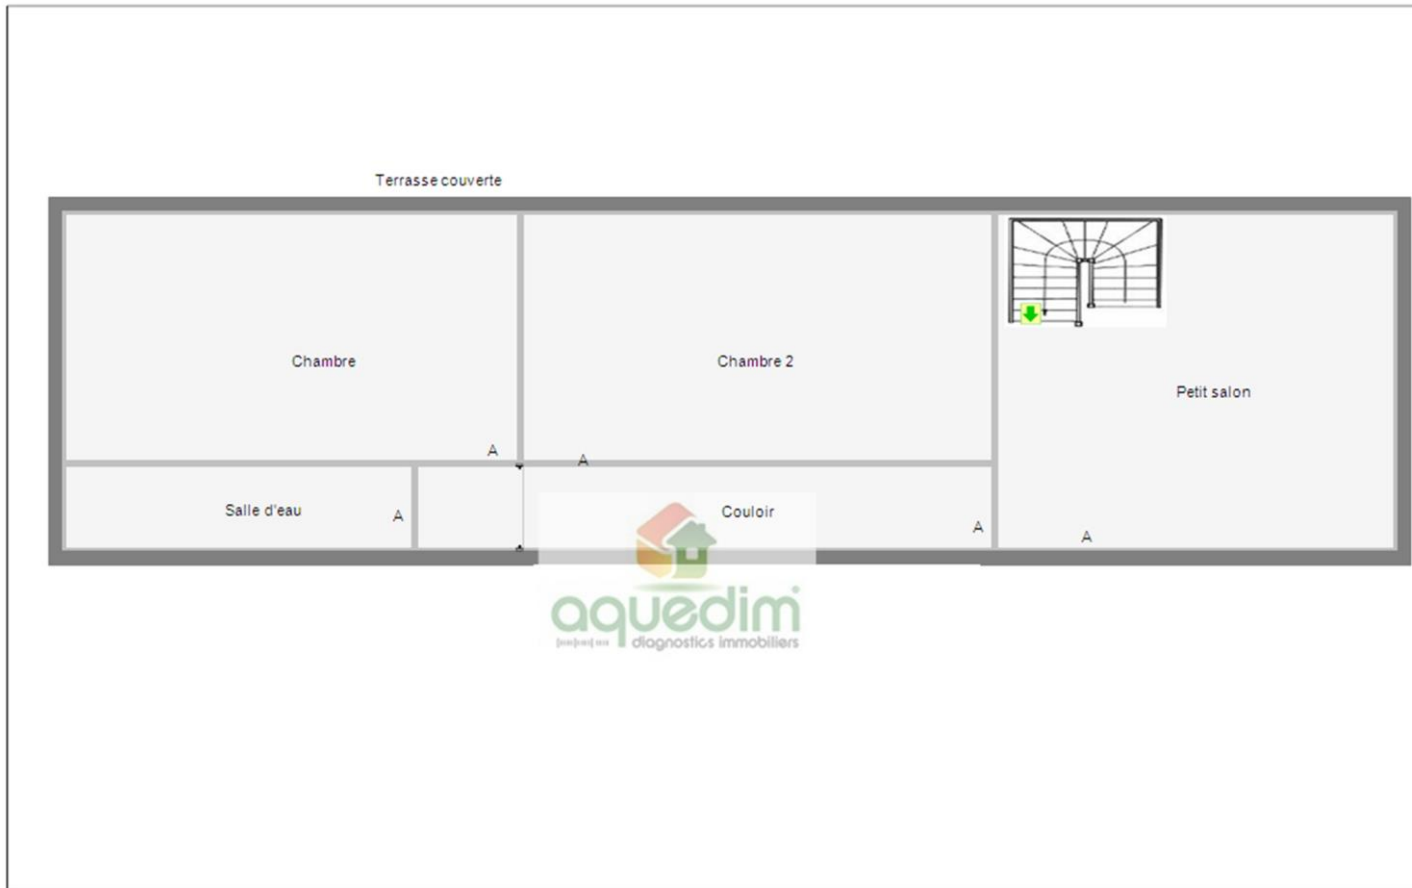 Terrasse couverte
Chambre
Chambre 2
Petit salon
A
A
Salle d'eau
A
Couloir
A
A
aquedim
diagnostics immobiliers